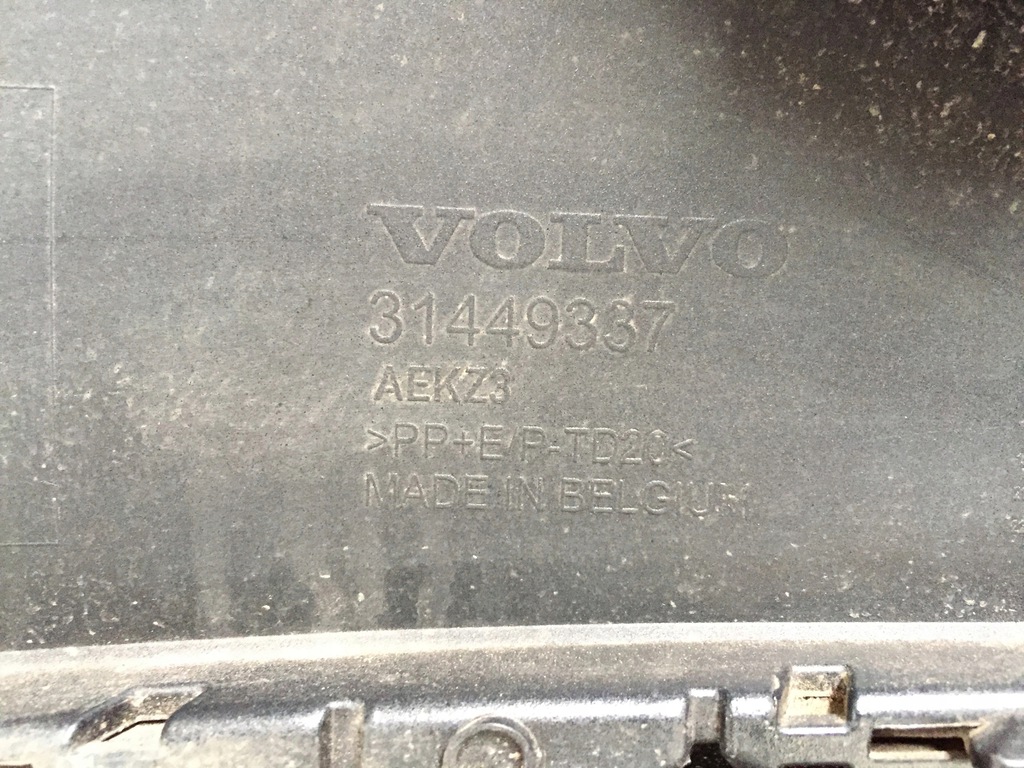 VOLVO
31449337
AEKZ3
>PP+E/P-TD20<
MADE IN BELGIUM